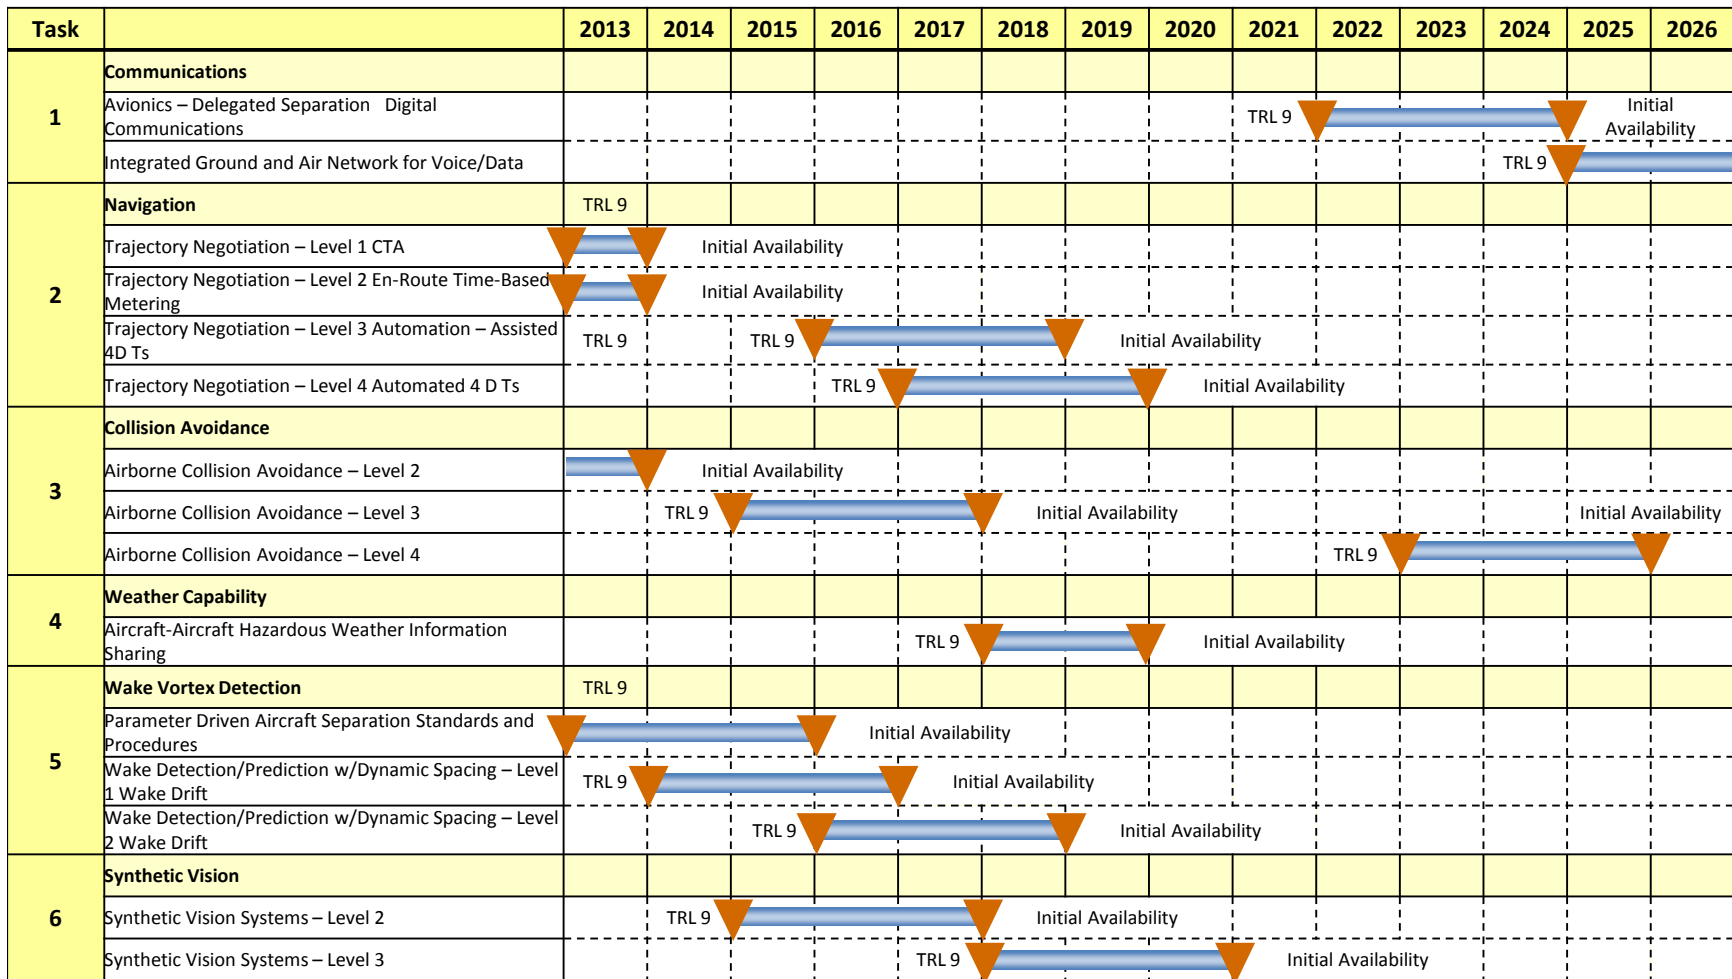 Task 2013 2014 2015 2016 2017 2018 2019 2020 2021 2022 2023 2024 2025 2026
1
Communications
Avionics – Delegated Separation Digital
Communications
TRL 9
Initial
Availability
Integrated Ground and Air Network for Voice/Data
TRL 9
2
Navigation
TRL 9
Trajectory Negotiation – Level 1 CTA
Initial Availability
Trajectory Negotiation – Level 2 En-Route Time-Based
Metering
Initial Availability
Trajectory Negotiation – Level 3 Automation – Assisted
4D Ts
TRL 9
TRL 9
Initial Availability
Trajectory Negotiation – Level 4 Automated 4 D Ts
TRL 9
Initial Availability
3
Collision Avoidance
Airborne Collision Avoidance – Level 2
Initial Availability
Airborne Collision Avoidance – Level 3
TRL 9
Initial Availability
Initial Availability
Airborne Collision Avoidance – Level 4
TRL 9
4
Weather Capability
Aircraft-Aircraft Hazardous Weather Information
Sharing
TRL 9
Initial Availability
5
Wake Vortex Detection
TRL 9
Parameter Driven Aircraft Separation Standards and
Procedures
Initial Availability
Wake Detection/Prediction w/Dynamic Spacing – Level
1 Wake Drift
TRL 9
Initial Availability
Wake Detection/Prediction w/Dynamic Spacing – Level
2 Wake Drift
TRL 9
Initial Availability
6
Synthetic Vision
Synthetic Vision Systems – Level 2
TRL 9
Initial Availability
Synthetic Vision Systems – Level 3
TRL 9
Initial Availability